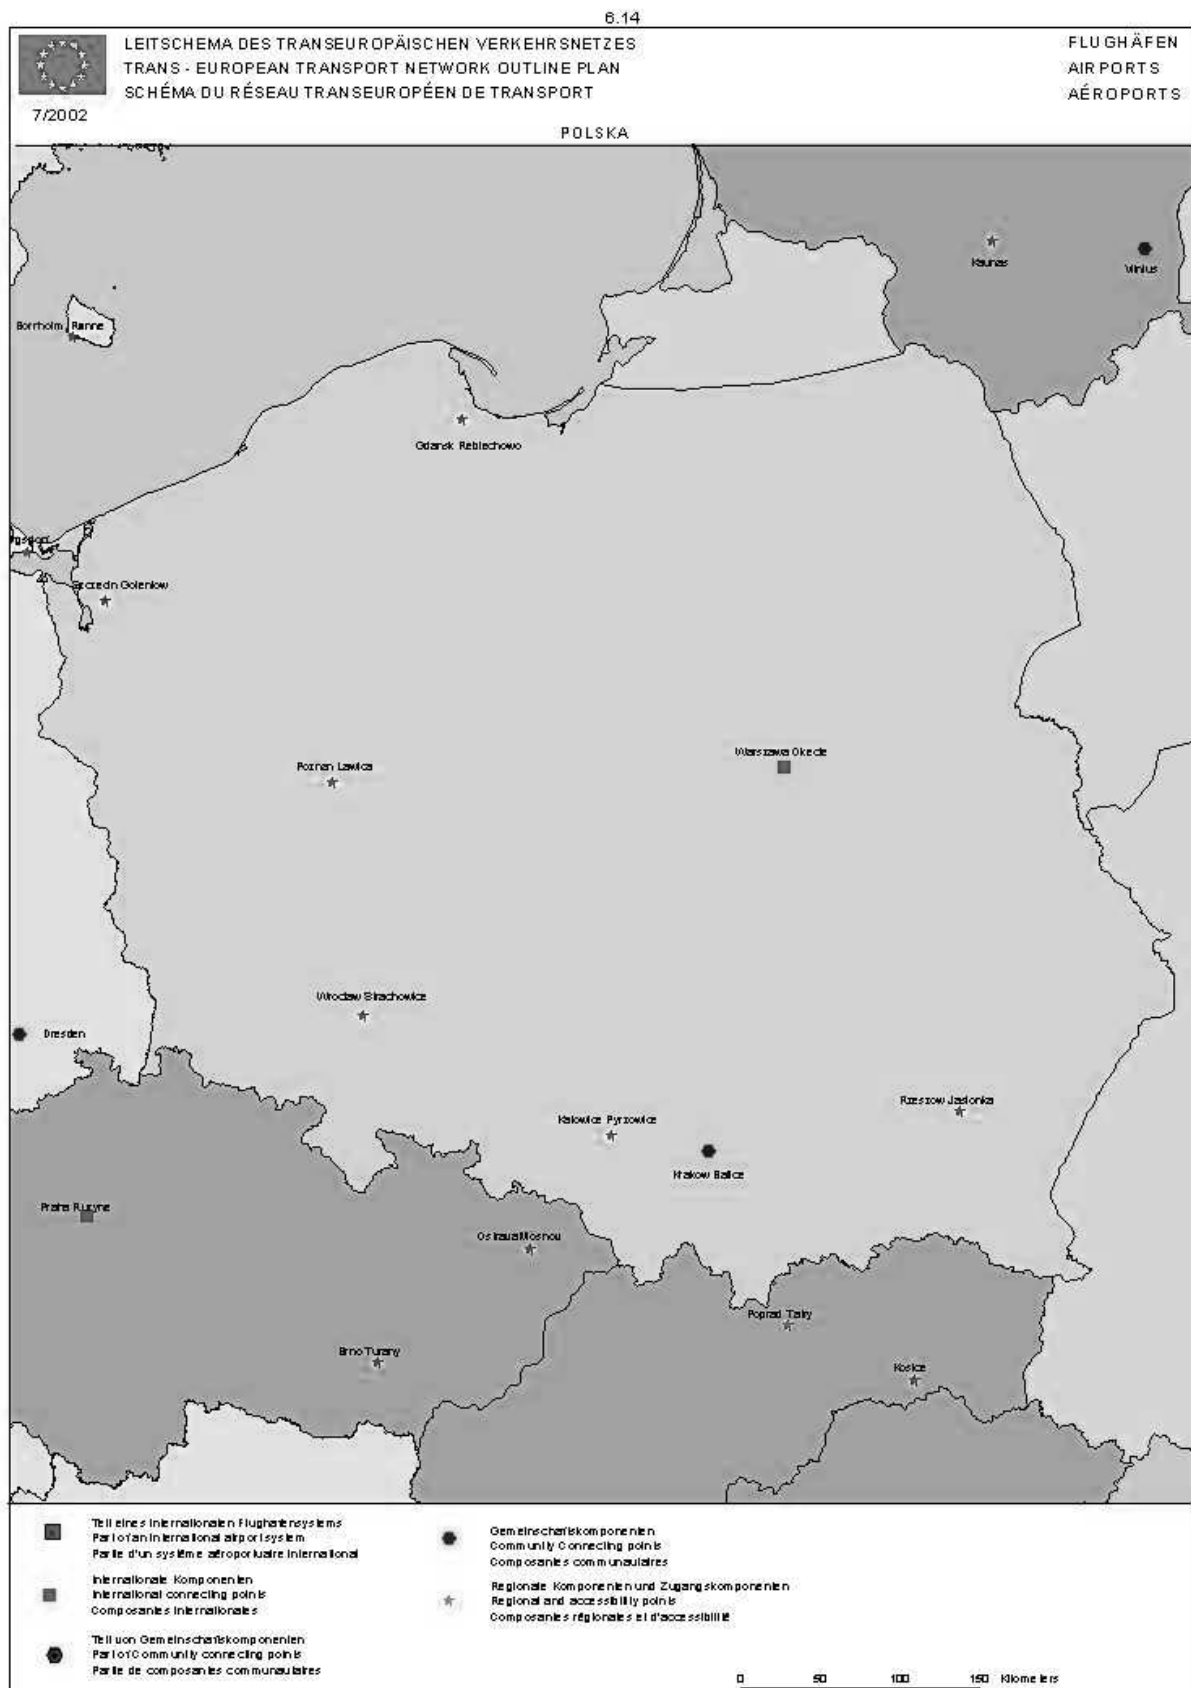 6.14
LEITSCHEMA DES TRANSEUROPÄISCHEN VERKEHRSNETZES
TRANS - EUROPEAN TRANSPORT NETWORK OUTLINE PLAN
SCHÉMA DU RÉSEAU TRANSEUROPÉEN DE TRANSPORT
FLUGHÄFEN
AIRPORTS
AÉROPORTS
7/2002
POLSKA
Kaunas
Vilnius
Bornholm Rønne
Gdansk Rebiechowo
Szczecin Goleniow
Warszawa Okecie
Poznan Lawica
Wroclaw Strachowice
Dresden
Rzeszow Jasionka
Katowice Pyrzowice
Krakow Balice
Praha Ruzyne
Ostrava Mosnov
Poprad Tatry
Brno Turany
Kosice
Teil eines internationalen Flughafensystems
Part of an international airport system
Partie d'un système aéroportuaire international
Internationale Komponenten
International connecting points
Composantes internationales
Teil von Gemeinschaftskomponenten
Part of Community connecting points
Partie de composantes communautaires
Gemeinschaftskomponenten
Community Connecting points
Composantes communautaires
Regionale Komponenten und Zugangskomponenten
Regional and accessibility points
Composantes régionales et d'accessibilité
0 50 100 150 Kilometers